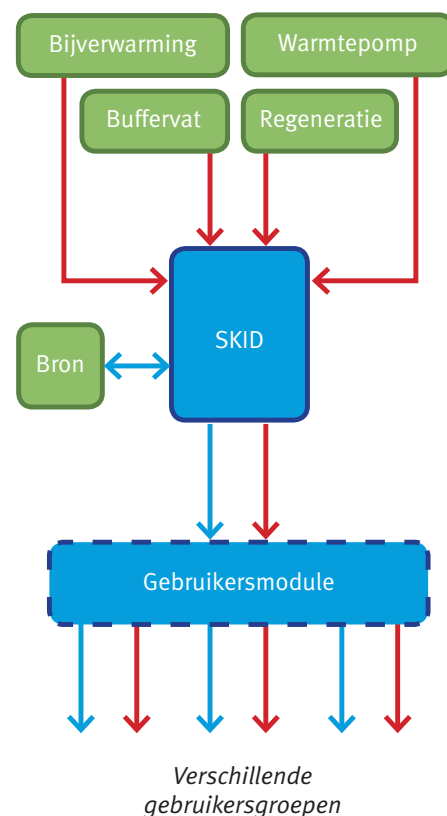 Bijverwarming
Warmtepomp
Buffervat
Regeneratie
SKID
Bron
Gebruikersmodule
Verschillende
gebruikersgroepen